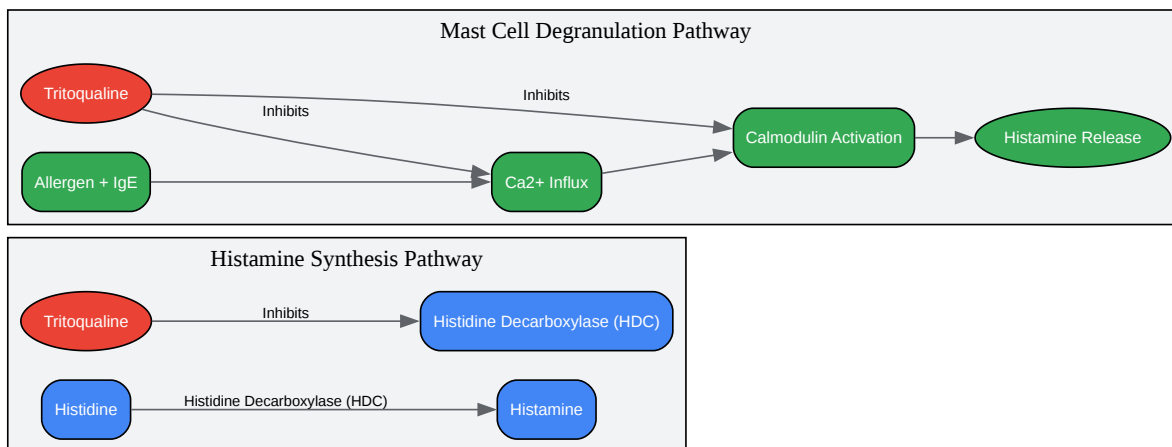 Mast Cell Degranulation Pathway
Tritoqualine
Inhibits
Inhibits
Calmodulin Activation
Histamine Release
Allergen + IgE
Ca2+ Influx
Histamine Synthesis Pathway
Tritoqualine
Inhibits
Histidine Decarboxylase (HDC)
Histidine
Histidine Decarboxylase (HDC)
Histamine